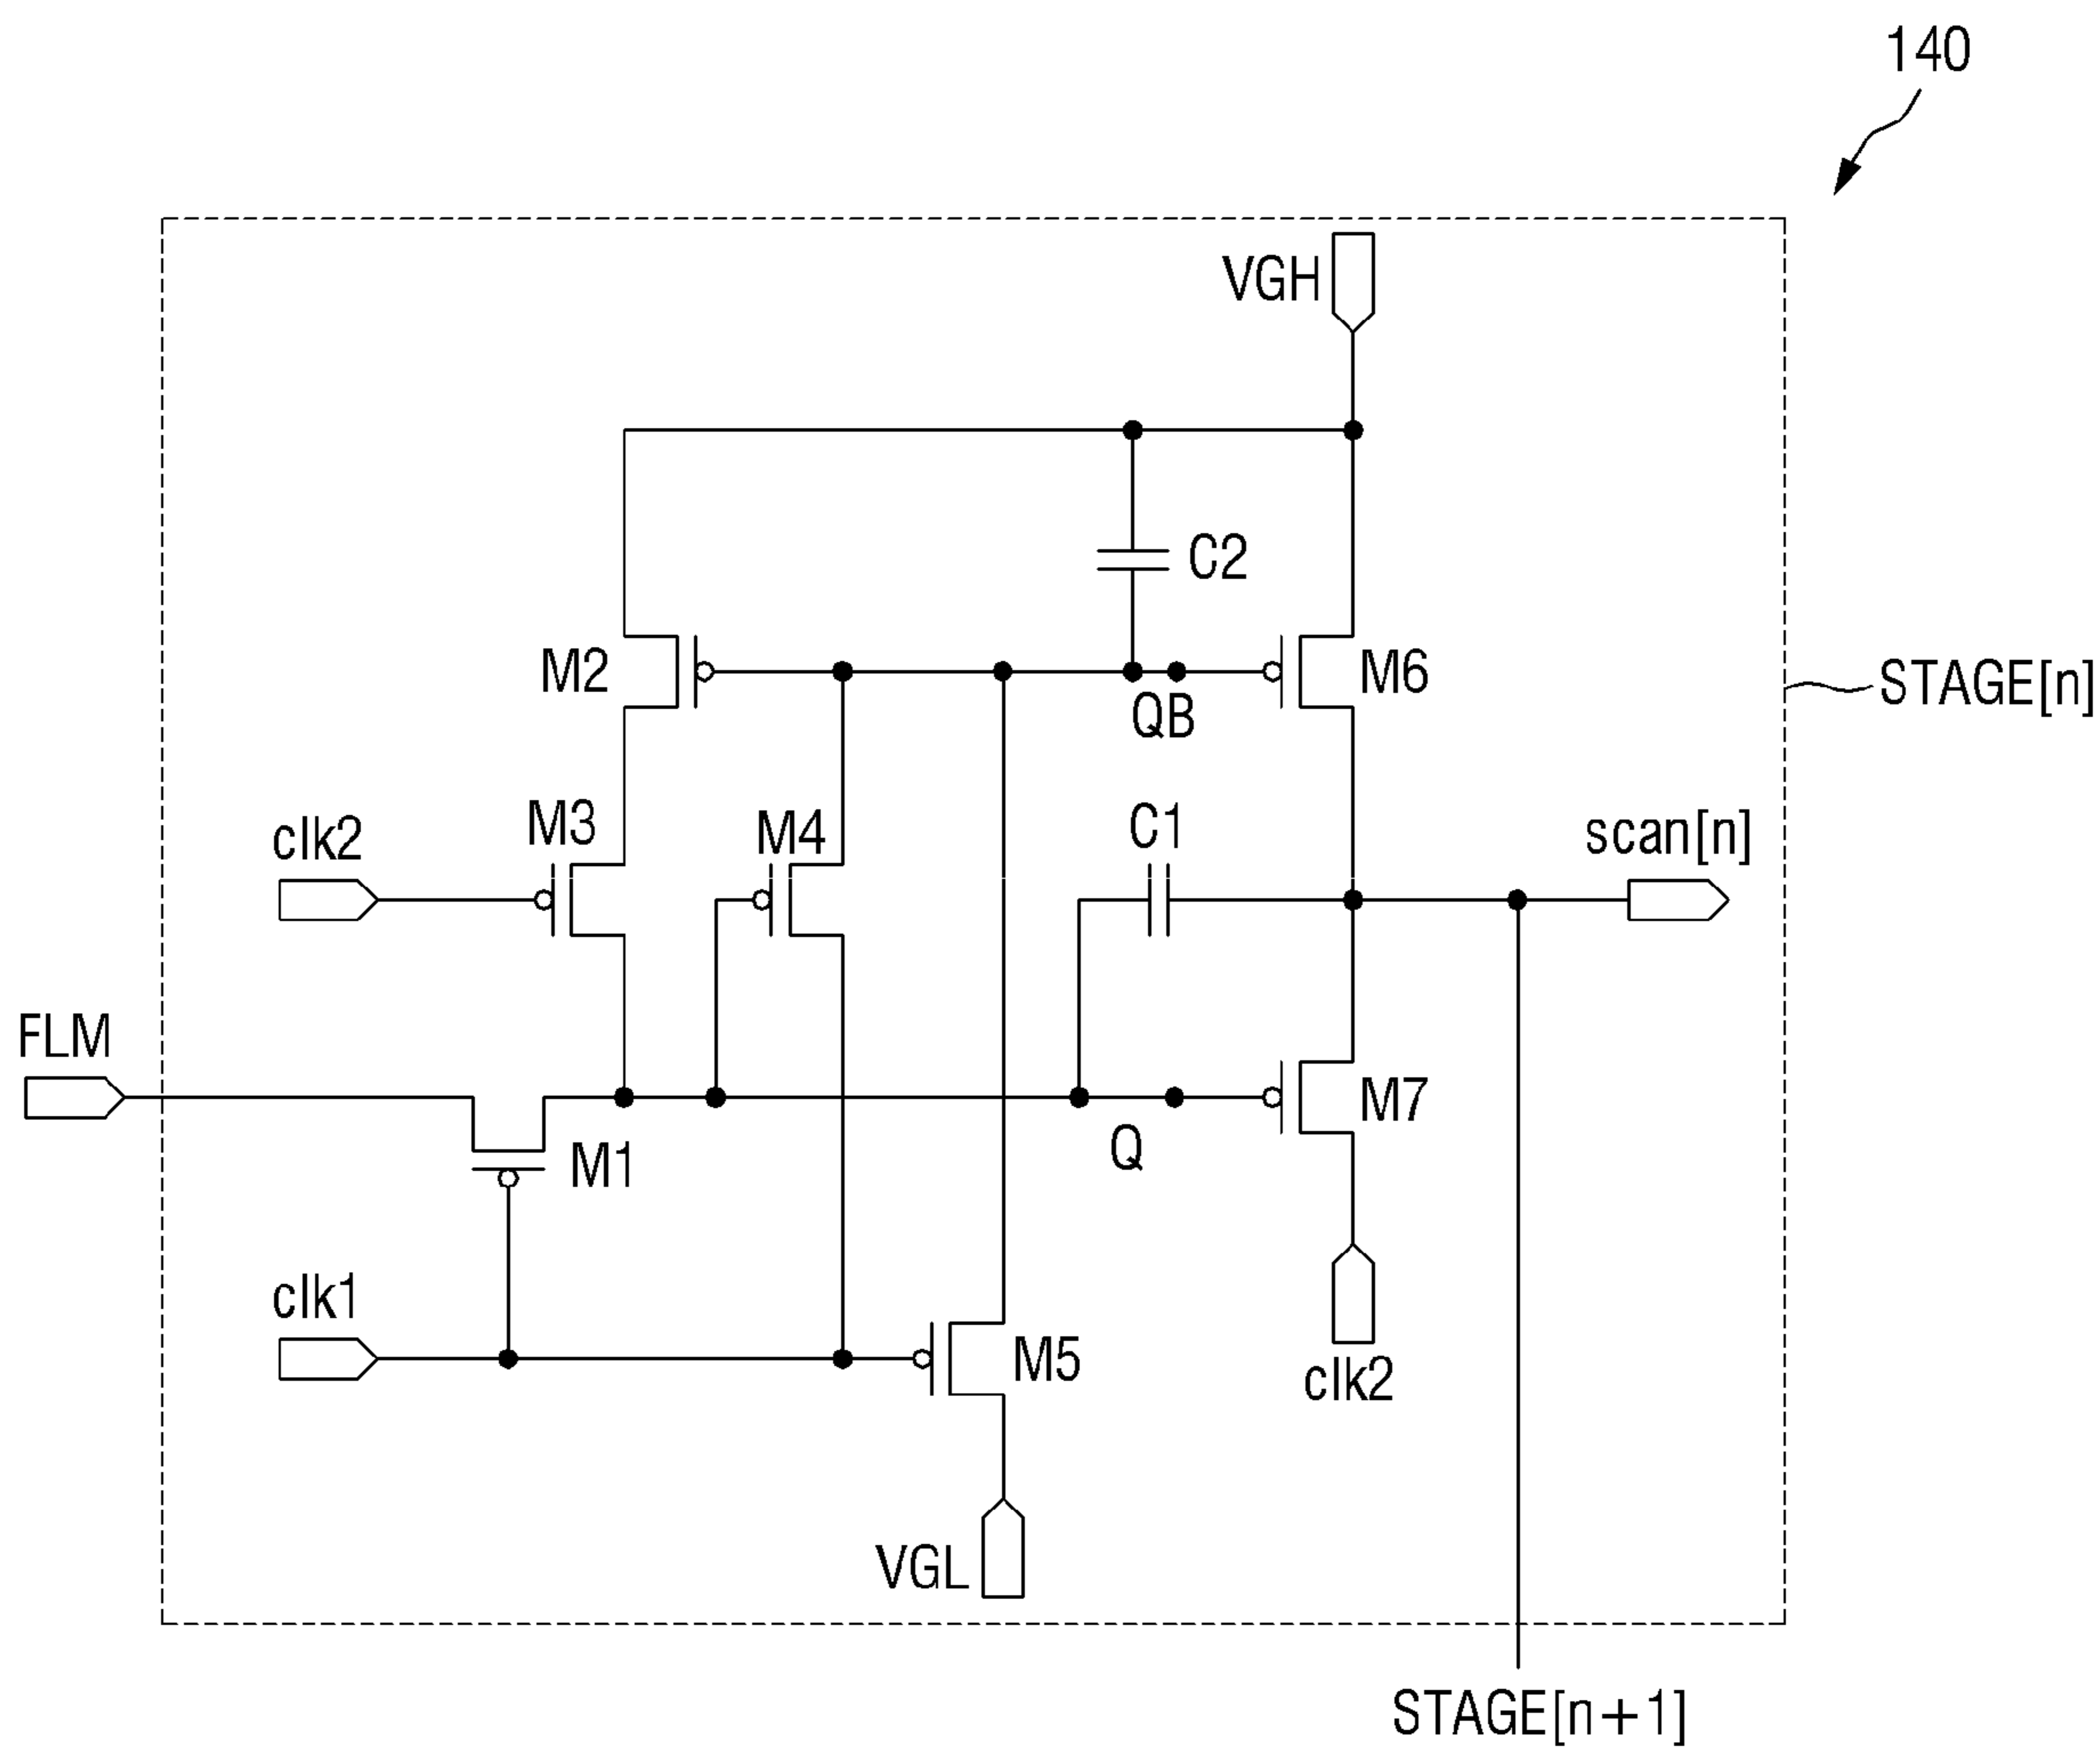 140
VGH
C2
M2
M6
QB
STAGE[n]
M3
M4
C1
clk2
scan[n]
FLM
M1
Q
M7
clk1
M5
clk2
VGL
STAGE[n+1]